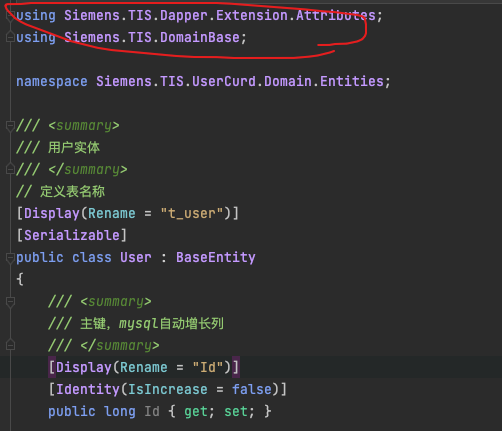 using Siemens.TIS.Dapper.Extension.Attributes;
using Siemens.TIS.DomainBase;
namespace Siemens.TIS.UserCurd.Domain.Entities;
/// <summary>
/// 用户实体
/// </summary>
// 定义表名称
[Display(Rename = "t_user")]
[Serializable]
public class User : BaseEntity
{
/// <summary>
/// 主键，mysql自动增长列
/// </summary>
[Display(Rename = "Id")]
[Identity(IsIncrease = false)]
public long Id { get; set; }